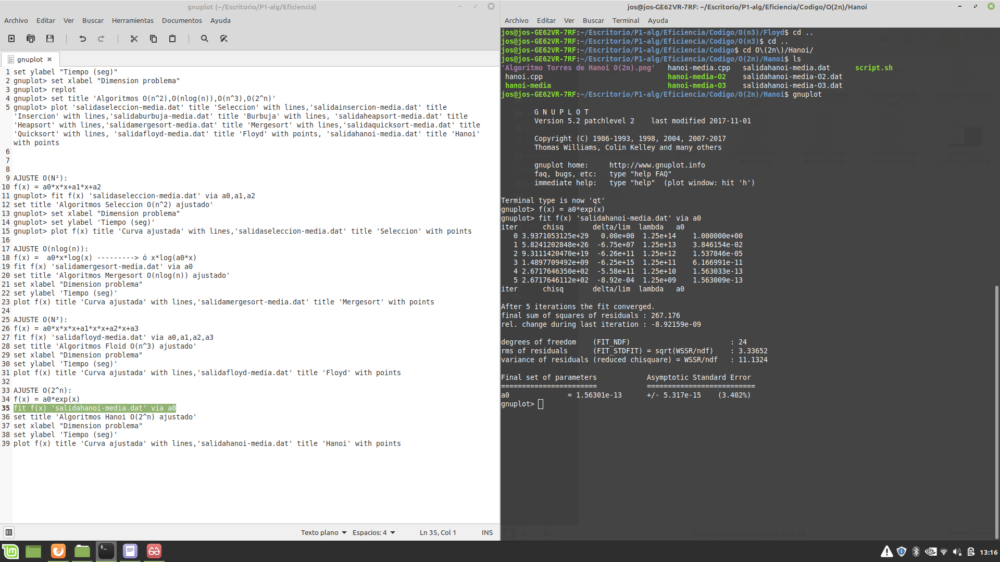 gnuplot (~/Escritorio/P1-alg/Eficiencia)
Archivo Editar Ver Buscar Herramientas Documentos Ayuda
gnuplot
1 set ylabel "Tiempo (seg)"
2 gnuplot> set xlabel "Dimension problema"
3 gnuplot> replot
4 gnuplot> set title 'Algoritmos O(n^2),O(nlog(n)),O(n^3),O(2^n)'
5 gnuplot> plot 'salidaseleccion-media.dat' title 'Seleccion' with lines,'salidainsercion-media.dat' title
'Insercion' with lines,'salidaburbuja-media.dat' title 'Burbuja' with lines, 'salidaheapsort-media.dat' title
'Heapsort' with lines,'salidamergesort-media.dat' title 'Mergesort' with lines,'salidaquicksort-media.dat' title
'Quicksort' with lines, 'salidafloyd-media.dat' title 'Floyd' with points, 'salidahanoi-media.dat' title 'Hanoi'
with points
6
7
8
9 AJUSTE O(N²):
10 f(x) = a0*x*x+a1*x+a2
11 gnuplot> fit f(x) 'salidaseleccion-media.dat' via a0,a1,a2
12 set title 'Algoritmos Seleccion O(n^2) ajustado'
13 gnuplot> set xlabel "Dimension problema"
14 gnuplot> set ylabel 'Tiempo (seg)'
15 gnuplot> plot f(x) title 'Curva ajustada' with lines,'salidaseleccion-media.dat' title 'Seleccion' with points
16
17 AJUSTE O(nlog(n)):
18 f(x) =  a0*x*log(x) ---------> ó x*log(a0*x)
19 fit f(x) 'salidamergesort-media.dat' via a0
20 set title 'Algoritmos Mergesort O(nlog(n)) ajustado'
21 set xlabel "Dimension problema"
22 set ylabel 'Tiempo (seg)'
23 plot f(x) title 'Curva ajustada' with lines,'salidamergesort-media.dat' title 'Mergesort' with points
24
25 AJUSTE O(N³):
26 f(x) = a0*x*x*x+a1*x*x+a2*x+a3
27 fit f(x) 'salidafloyd-media.dat' via a0,a1,a2,a3
28 set title 'Algoritmos Floid O(n^3) ajustado'
29 set xlabel "Dimension problema"
30 set ylabel 'Tiempo (seg)'
31 plot f(x) title 'Curva ajustada' with lines,'salidafloyd-media.dat' title 'Floyd' with points
32
33 AJUSTE O(2^n):
34 f(x) = a0*exp(x)
35 fit f(x) 'salidahanoi-media.dat' via a0
36 set title 'Algoritmos Hanoi O(2^n) ajustado'
37 set xlabel "Dimension problema"
38 set ylabel 'Tiempo (seg)'
39 plot f(x) title 'Curva ajustada' with lines,'salidahanoi-media.dat' title 'Hanoi' with points
Texto plano Espacios: 4 Ln 35, Col 1 INS
jos@jos-GE62VR-7RF: ~/Escritorio/P1-alg/Eficiencia/Codigo/O(2n)/Hanoi
Archivo Editar Ver Buscar Terminal Ayuda
jos@jos-GE62VR-7RF:~/Escritorio/P1-alg/Eficiencia/Codigo/O(n3)/Floyd$ cd ..
jos@jos-GE62VR-7RF:~/Escritorio/P1-alg/Eficiencia/Codigo/O(n3)$ cd ..
jos@jos-GE62VR-7RF:~/Escritorio/P1-alg/Eficiencia/Codigo$ cd O\(2n\)/Hanoi/
jos@jos-GE62VR-7RF:~/Escritorio/P1-alg/Eficiencia/Codigo/O(2n)/Hanoi$ ls
'Algoritmo Torres de Hanoi O(2n).png' hanoi-media.cpp salidahanoi-media.dat script.sh
hanoi.cpp hanoi-media-O2 salidahanoi-media-O2.dat
hanoi-media hanoi-media-O3 salidahanoi-media-O3.dat
jos@jos-GE62VR-7RF:~/Escritorio/P1-alg/Eficiencia/Codigo/O(2n)/Hanoi$ gnuplot
G N U P L O T
Version 5.2 patchlevel 2    last modified 2017-11-01
Copyright (C) 1986-1993, 1998, 2004, 2007-2017
Thomas Williams, Colin Kelley and many others
gnuplot home:     http://www.gnuplot.info
faq, bugs, etc:   type "help FAQ"
immediate help:   type "help"  (plot window: hit 'h')
Terminal type is now 'qt'
gnuplot> f(x) = a0*exp(x)
gnuplot> fit f(x) 'salidahanoi-media.dat' via a0
iter      chisq       delta/lim  lambda   a0
0 3.9371053125e+29   0.00e+00  1.25e+14    1.000000e+00
1 5.8241202848e+26  -6.75e+07  1.25e+13    3.846154e-02
2 9.3111420470e+19  -6.26e+11  1.25e+12    1.537846e-05
3 1.4897709492e+09  -6.25e+15  1.25e+11    6.166991e-11
4 2.6717646350e+02  -5.58e+11  1.25e+10    1.563033e-13
5 2.6717646112e+02  -8.92e-04  1.25e+09    1.563009e-13
iter      chisq       delta/lim  lambda   a0
After 5 iterations the fit converged.
final sum of squares of residuals : 267.176
rel. change during last iteration : -8.92159e-09
degrees of freedom    (FIT_NDF)                        : 24
rms of residuals      (FIT_STDFIT) = sqrt(WSSR/ndf)    : 3.33652
variance of residuals (reduced chisquare) = WSSR/ndf   : 11.1324
Final set of parameters            Asymptotic Standard Error
=======================            ==========================
a0              = 1.56301e-13      +/- 5.317e-15    (3.402%)
gnuplot>
13:16